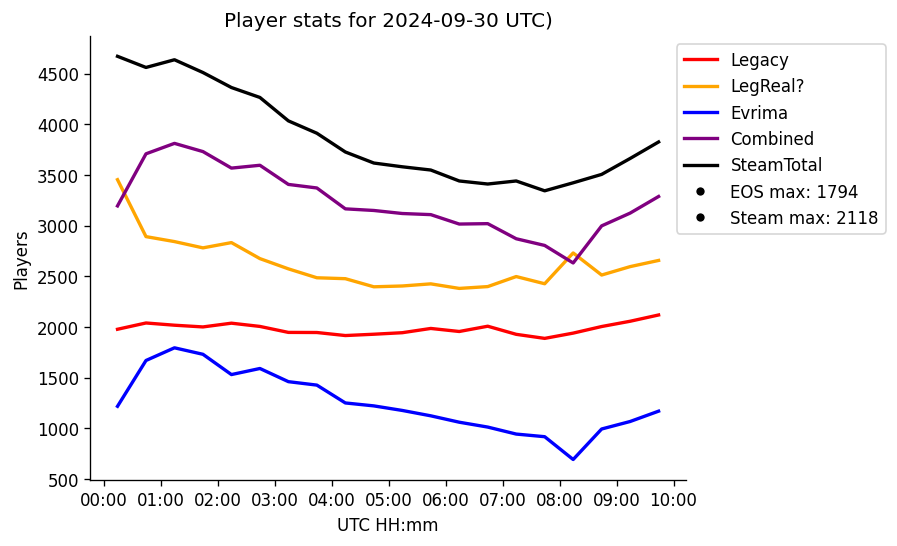 Player stats for 2024-09-30 UTC)
Players
4500
4000
3500
3000
2500
2000
1500
1000
500
00:00 01:00 02:00 03:00 04:00 05:00 06:00 07:00 08:00 09:00 10:00
UTC HH:mm
Legacy
LegReal?
Evrima
Combined
SteamTotal
EOS max: 1794
Steam max: 2118